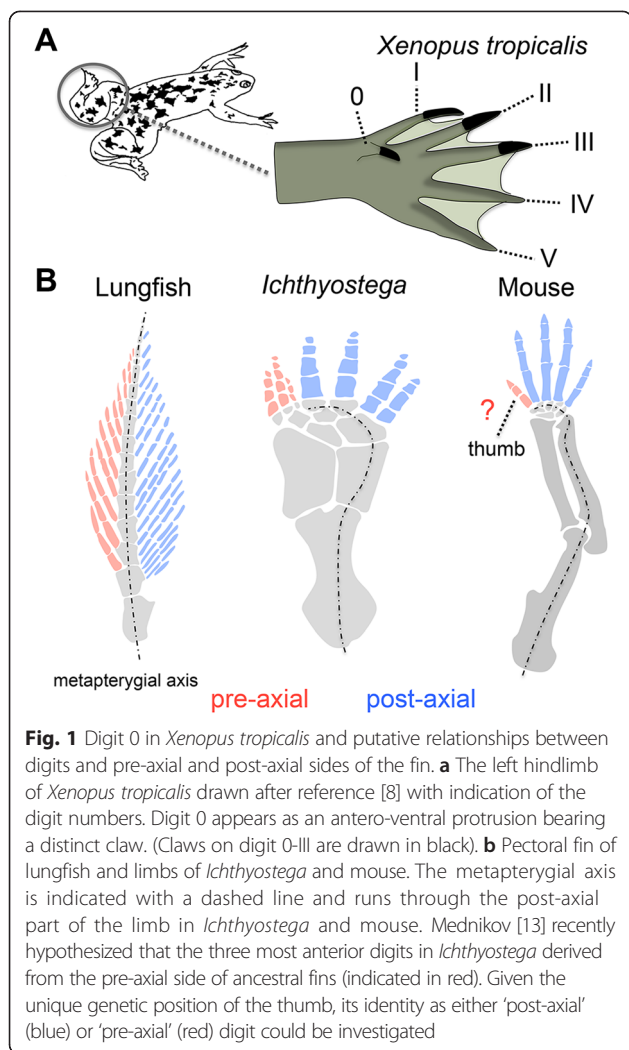 A
Xenopus tropicalis
I
II
0
III
IV
V
B
Lungfish
Ichthyostega
Mouse
?
thumb
metapterygial axis
pre-axial
post-axial
Fig. 1 Digit 0 in Xenopus tropicalis and putative relationships between
digits and pre-axial and post-axial sides of the fin. a The left hindlimb
of Xenopus tropicalis drawn after reference [8] with indication of the
digit numbers. Digit 0 appears as an antero-ventral protrusion bearing
a distinct claw. (Claws on digit 0-III are drawn in black). b Pectoral fin of
lungfish and limbs of Ichthyostega and mouse. The metapterygial axis
is indicated with a dashed line and runs through the post-axial
part of the limb in Ichthyostega and mouse. Mednikov [13] recently
hypothesized that the three most anterior digits in Ichthyostega derived
from the pre-axial side of ancestral fins (indicated in red). Given the
unique genetic position of the thumb, its identity as either 'post-axial'
(blue) or 'pre-axial' (red) digit could be investigated